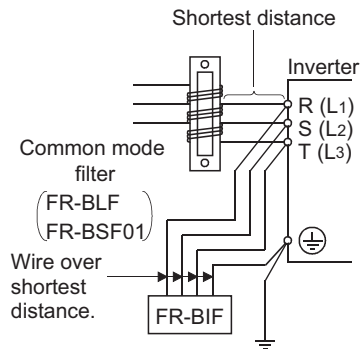 Shortest distance
Inverter
R (L1)
S (L2)
T (L3)
Common mode
filter
(FR-BLF
FR-BSF01)
Wire over
shortest
distance.
FR-BIF